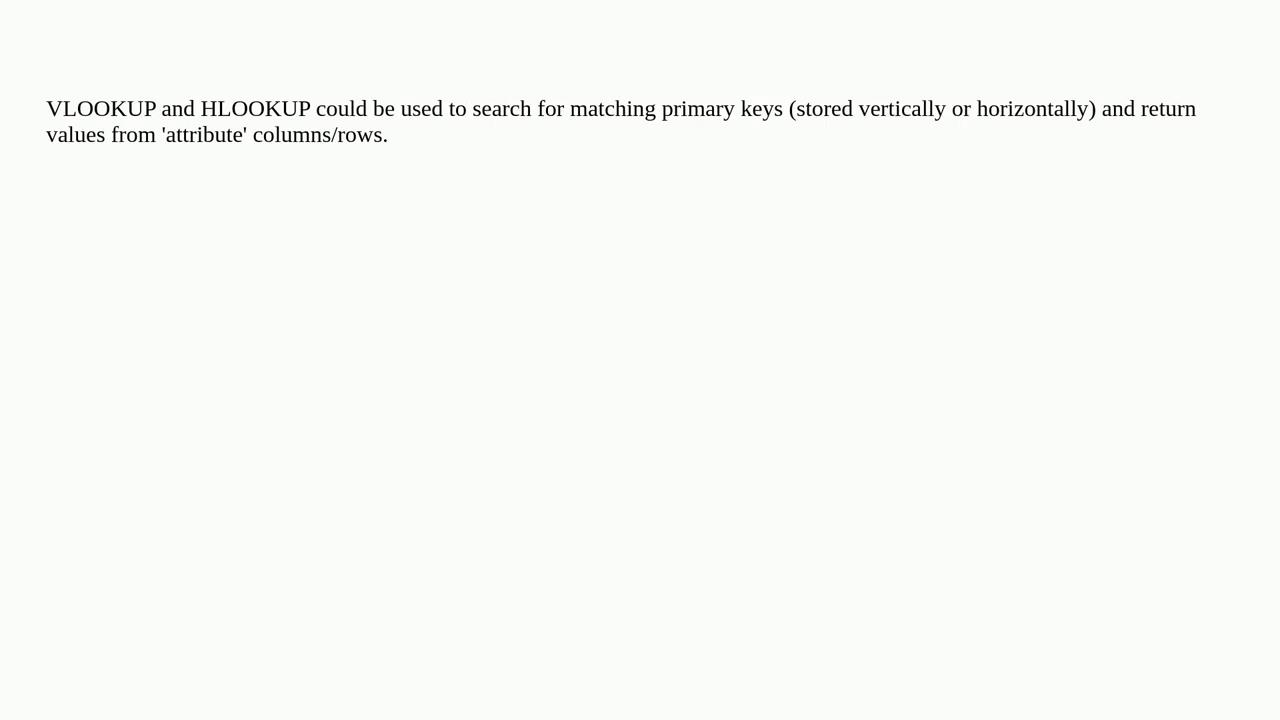 VLOOKUP and HLOOKUP could be used to search for matching primary keys (stored vertically or horizontally) and return
values from 'attribute' columns/rows.